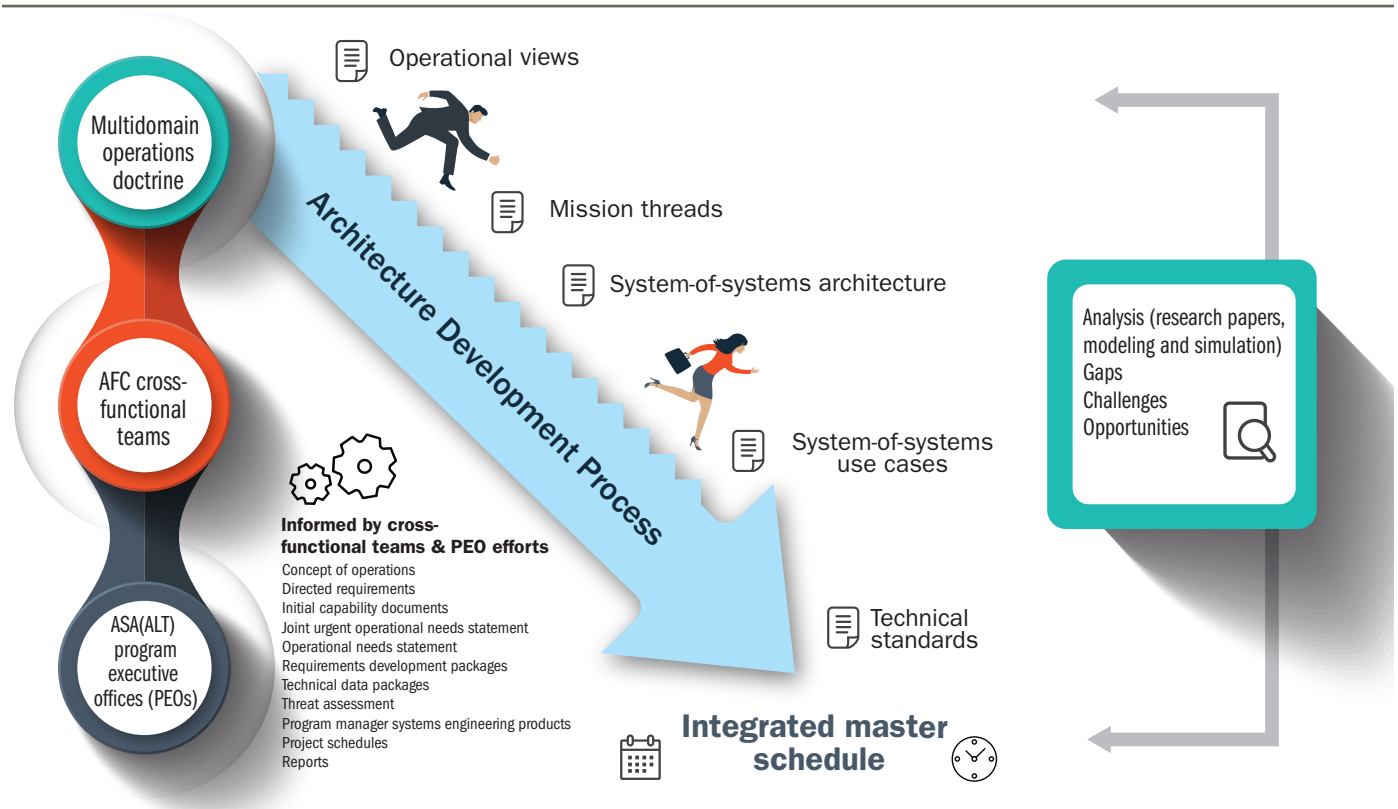 Multidomain
operations
doctrine
AFC cross-
functional
teams
ASA(ALT)
program
executive
offices (PEOs)
Architecture Development Process
Operational views
Mission threads
System-of-systems architecture
System-of-systems
use cases
Technical
standards
Informed by cross-
functional teams & PEO efforts
Concept of operations
Directed requirements
Initial capability documents
Joint urgent operational needs statement
Operational needs statement
Requirements development packages
Technical data packages
Threat assessment
Program manager systems engineering products
Project schedules
Reports
Integrated master
schedule
Analysis (research papers,
modeling and simulation)
Gaps
Challenges
Opportunities